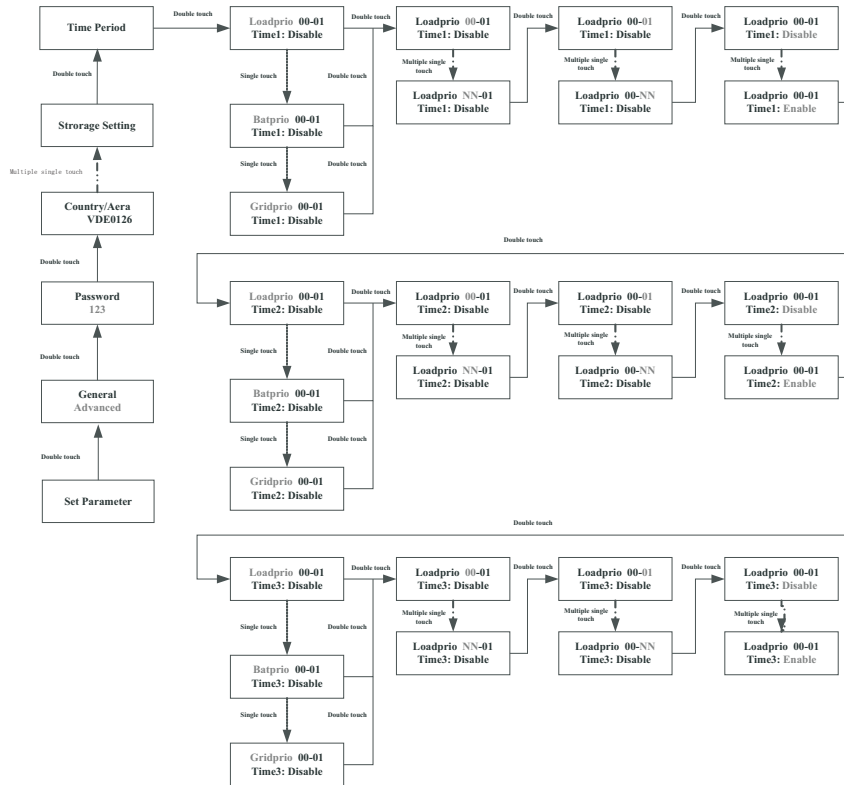 Time Period
Double touch
Loadprio 00-01
Time1: Disable
Double touch
Loadprio 00-01
Time1: Disable
Double touch
Loadprio 00-01
Time1: Disable
Double touch
Loadprio 00-01
Time1: Disable
Double touch
Single touch
Double touch
Multiple single
touch
Multiple single
touch
Multiple single
touch
Loadprio NN-01
Time1: Disable
Loadprio 00-NN
Time1: Disable
Loadprio 00-01
Time1: Enable
Strorage Setting
Batprio 00-01
Time1: Disable
Single touch
Double touch
Multiple single touch
Country/Aera
VDE0126
Gridprio 00-01
Time1: Disable
Double touch
Double touch
Password
123
Loadprio 00-01
Time2: Disable
Double touch
Loadprio 00-01
Time2: Disable
Double touch
Loadprio 00-01
Time2: Disable
Double touch
Loadprio 00-01
Time2: Disable
Single touch
Double touch
Multiple single
touch
Multiple single
touch
Multiple single
touch
Double touch
Loadprio NN-01
Time2: Disable
Loadprio 00-NN
Time2: Disable
Loadprio 00-01
Time2: Enable
General
Advanced
Batprio 00-01
Time2: Disable
Single touch
Double touch
Double touch
Gridprio 00-01
Time2: Disable
Set Parameter
Double touch
Loadprio 00-01
Time3: Disable
Double touch
Loadprio 00-01
Time3: Disable
Double touch
Loadprio 00-01
Time3: Disable
Double touch
Loadprio 00-01
Time3: Disable
Single touch
Double touch
Multiple single
touch
Multiple single
touch
Multiple single
touch
Loadprio NN-01
Time3: Disable
Loadprio 00-NN
Time3: Disable
Loadprio 00-01
Time3: Enable
Batprio 00-01
Time3: Disable
Single touch
Double touch
Gridprio 00-01
Time3: Disable